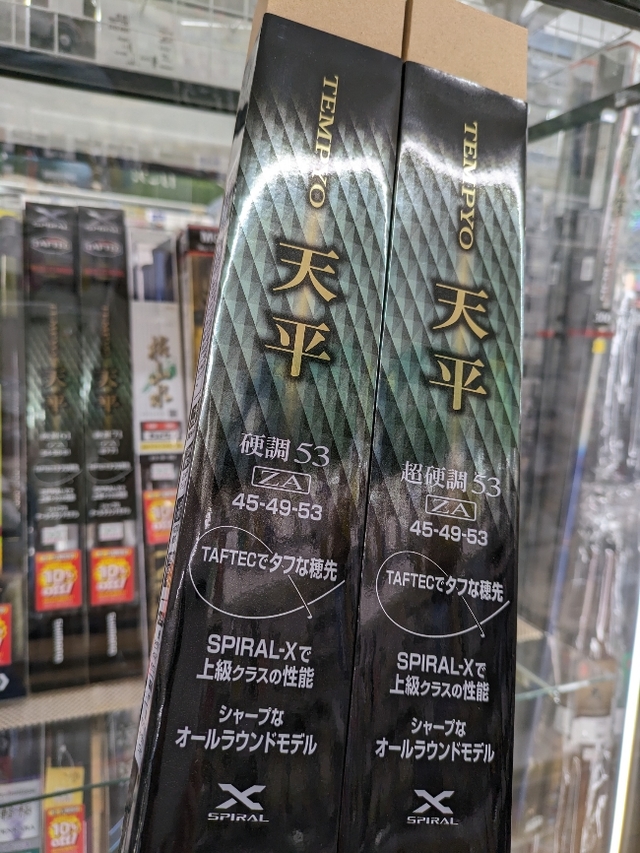 TEMPYO
天平
硬調 53
ZA
45-49-53
TAFTECでタフな穂先
SPIRAL-Xで
上級クラスの性能
シャープな
オールラウンドモデル
X
SPIRAL
TEMPYO
天平
超硬調 53
ZA
45-49-53
TAFTECでタフな穂先
SPIRAL-Xで
上級クラスの性能
シャープな
オールラウンドモデル
X
SPIRAL
天平
天平